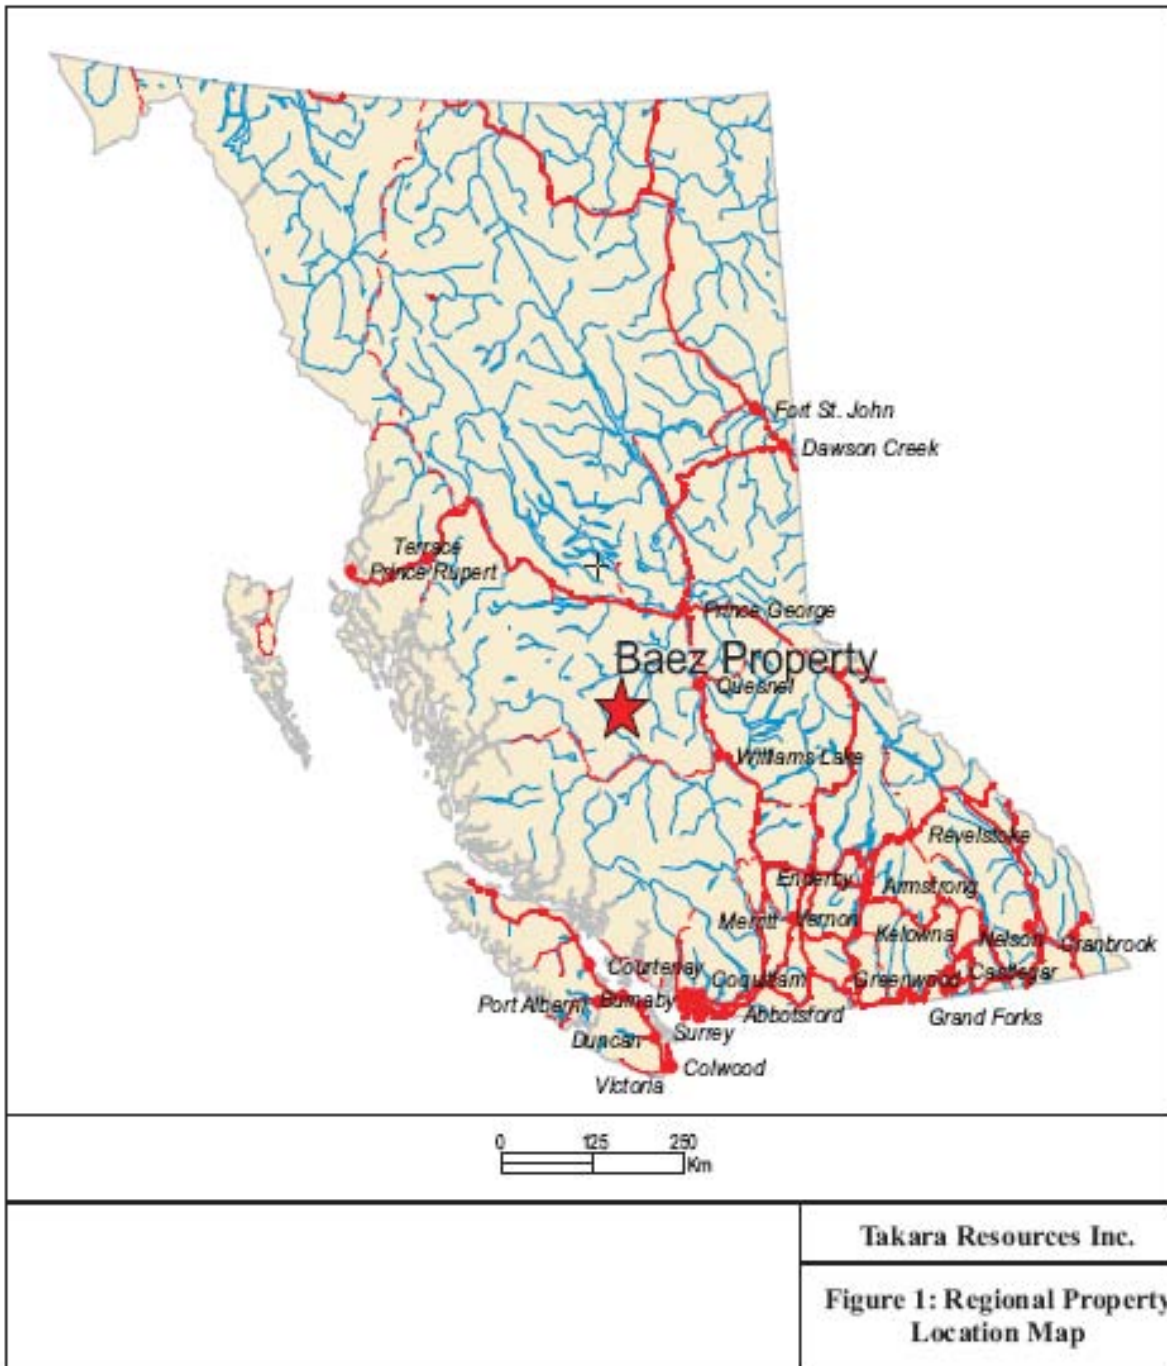 Fort St. John
Dawson Creek
Terrace
Prince Rupert
Prince George
Baez Property
Quesnel
Williams Lake
Revelstoke
Enderby
Armstrong
Merritt
Vernon
Kelowna
Nelson
Cranbrook
Courtenay
Coquitlam
Greenwood
Castlegar
Port Alberni
Burnaby
Abbotsford
Grand Forks
Duncan
Surrey
Colwood
Victoria
0 125 250
Km
Takara Resources Inc.
Figure 1: Regional Property
Location Map